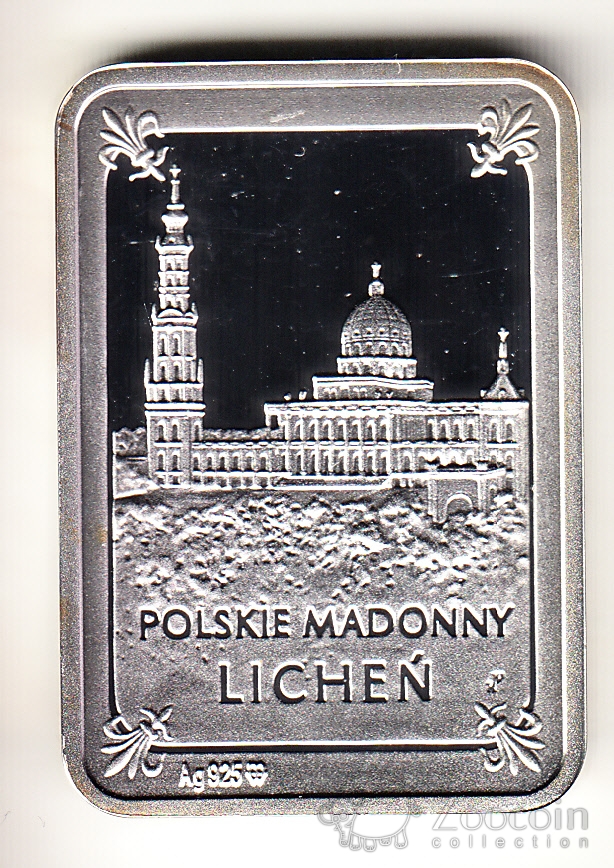 POLSKIE MADONNY
LICHEŃ
Ag 925
Zoocoin
collection